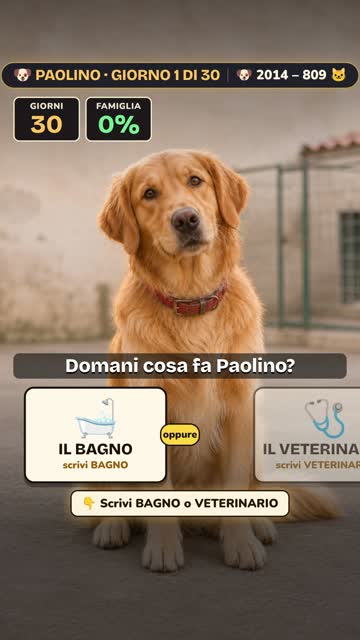 🐶 PAOLINO · GIORNO 1 DI 30 | 🐶 2014 – 809 🐱
GIORNI
30
FAMIGLIA
0%
Domani cosa fa Paolino?
IL BAGNO
scrivi BAGNO
oppure
IL VETERINA
scrivi VETERINAR
👇 Scrivi BAGNO o VETERINARIO